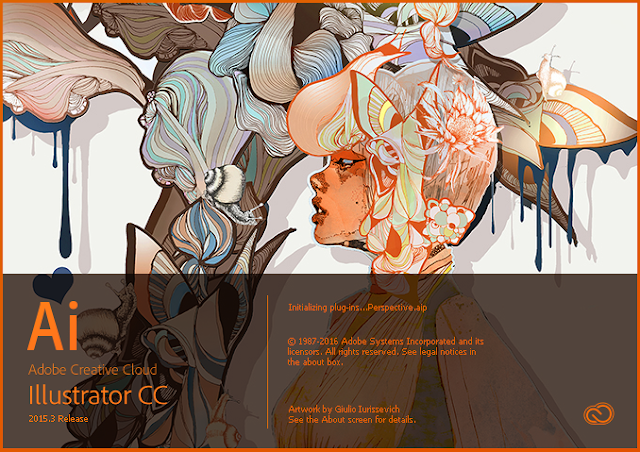 Ai
Adobe Creative Cloud
Illustrator CC
2015.3 Release
Initializing plug-ins...Perspective.aip
© 1987-2016 Adobe Systems Incorporated and its
licensors. All rights reserved. See legal notices in
the about box.
Artwork by Giulio Iurissevich
See the About screen for details.